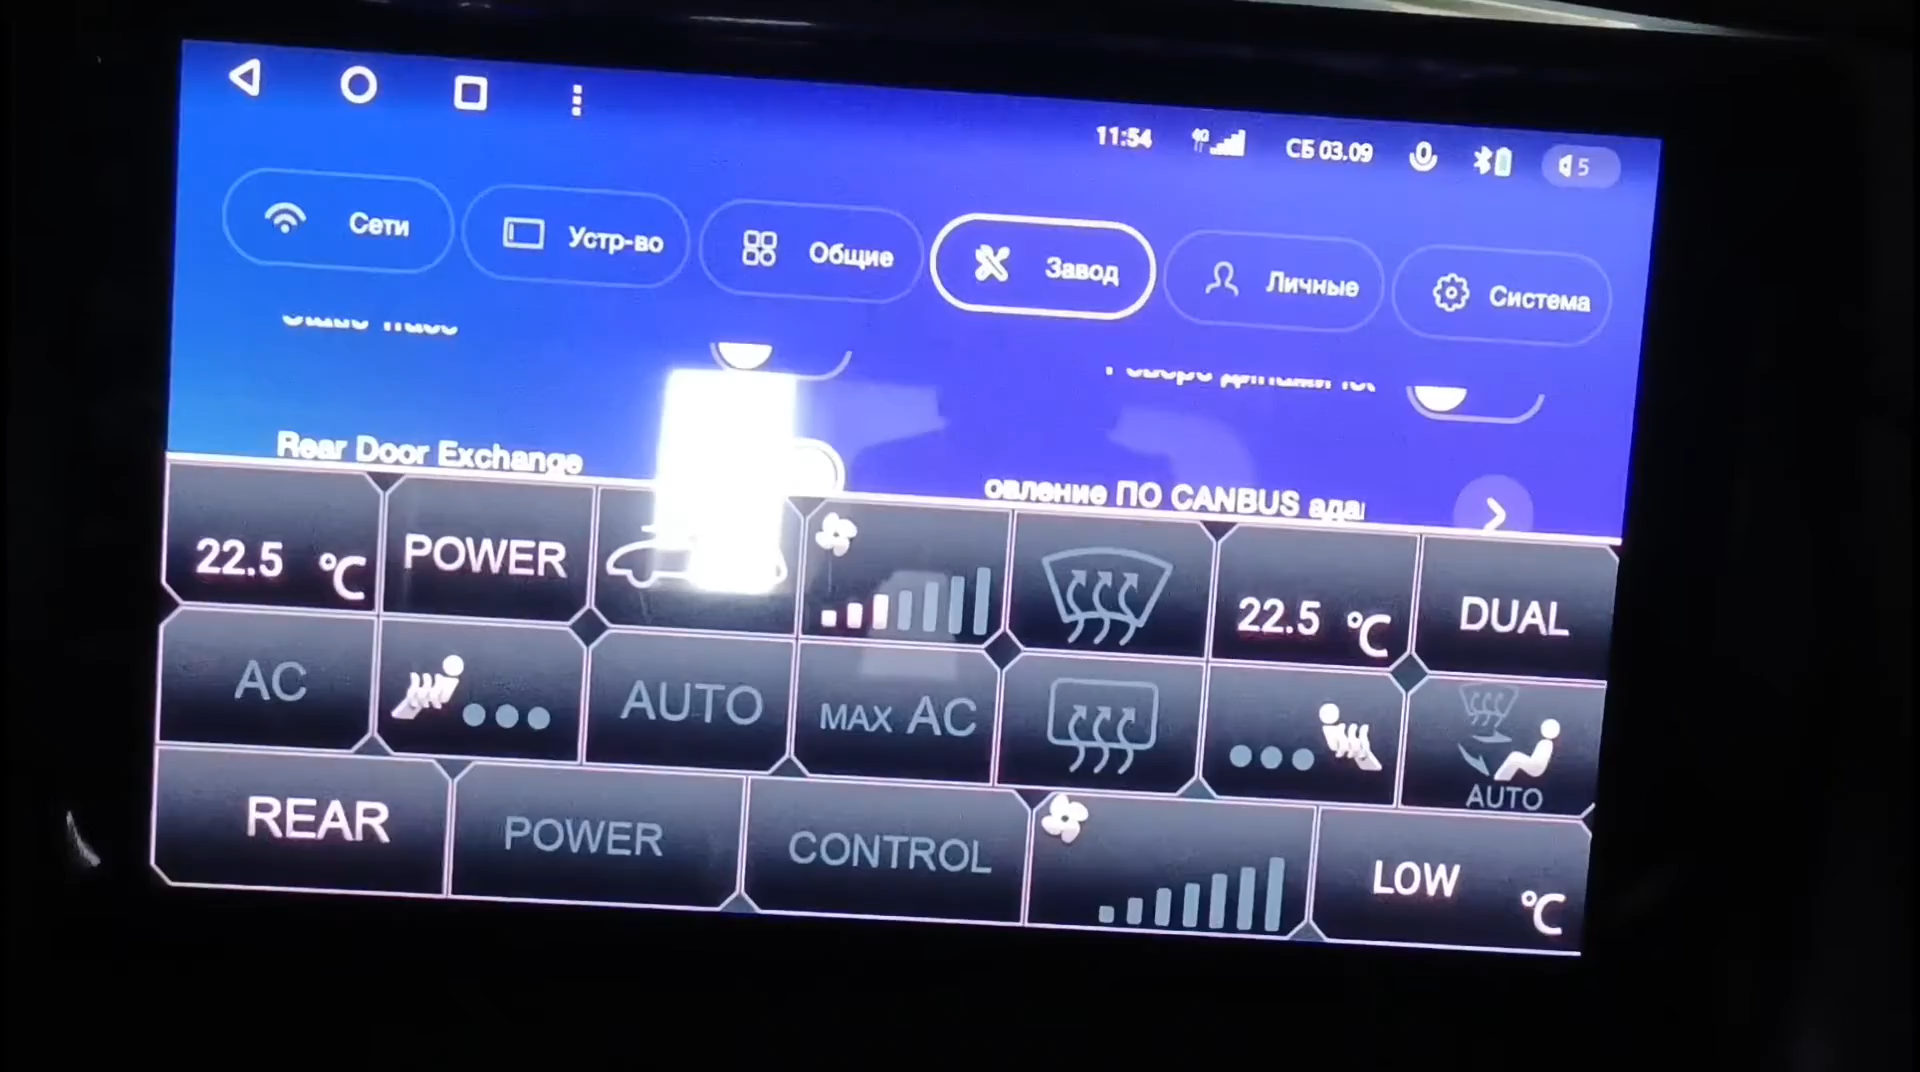 11:54 4G СБ 03.09 5
Сети Устр-во Общие Завод Личные Система
Rear Door Exchange
овление ПО CANBUS ада
22.5 °C POWER 22.5 °C DUAL
AC AUTO MAX AC AUTO
REAR POWER CONTROL LOW °C